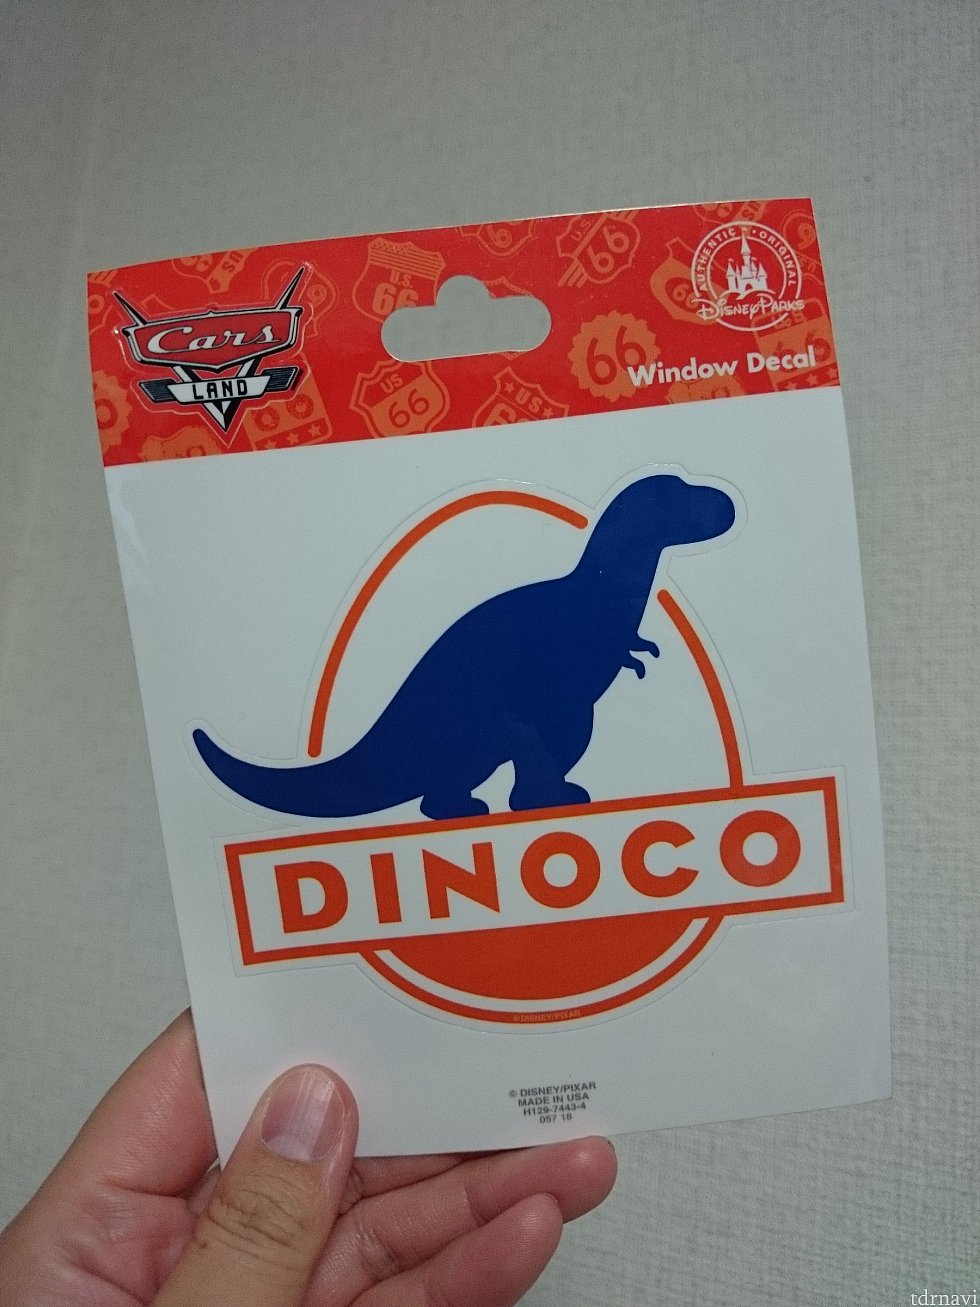 Cars
LAND
U.S.
66
66
US
66
US
66
AUTHENTIC • ORIGINAL
DISNEY PARKS
Window Decal
DINOCO
© DISNEY/PIXAR
© DISNEY/PIXAR
MADE IN USA
H129-7443-4
057 18
tdrnavi